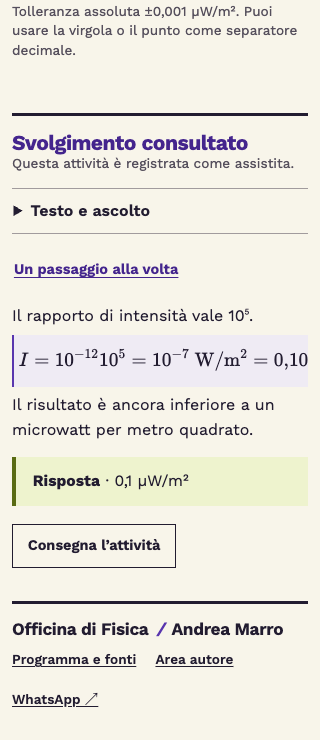 Tolleranza assoluta ±0,001 µW/m². Puoi
usare la virgola o il punto come separatore
decimale.
Svolgimento consultato
Questa attività è registrata come assistita.
▶ Testo e ascolto
Un passaggio alla volta
Il rapporto di intensità vale 10⁵.
I = 10⁻¹²10⁵ = 10⁻⁷ W/m² = 0,10
Il risultato è ancora inferiore a un
microwatt per metro quadrato.
Risposta · 0,1 µW/m²
Consegna l’attività
Officina di Fisica / Andrea Marro
Programma e fonti Area autore
WhatsApp ↗